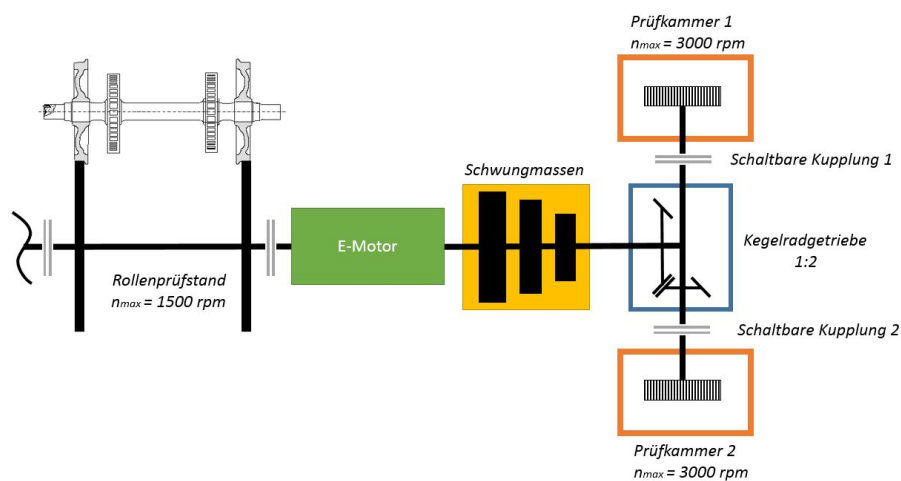 Prüfkammer 1
nmax = 3000 rpm
Schaltbare Kupplung 1
Schwungmassen
E-Motor
Kegelradgetriebe
1:2
Rollenprüfstand
nmax = 1500 rpm
Schaltbare Kupplung 2
Prüfkammer 2
nmax = 3000 rpm